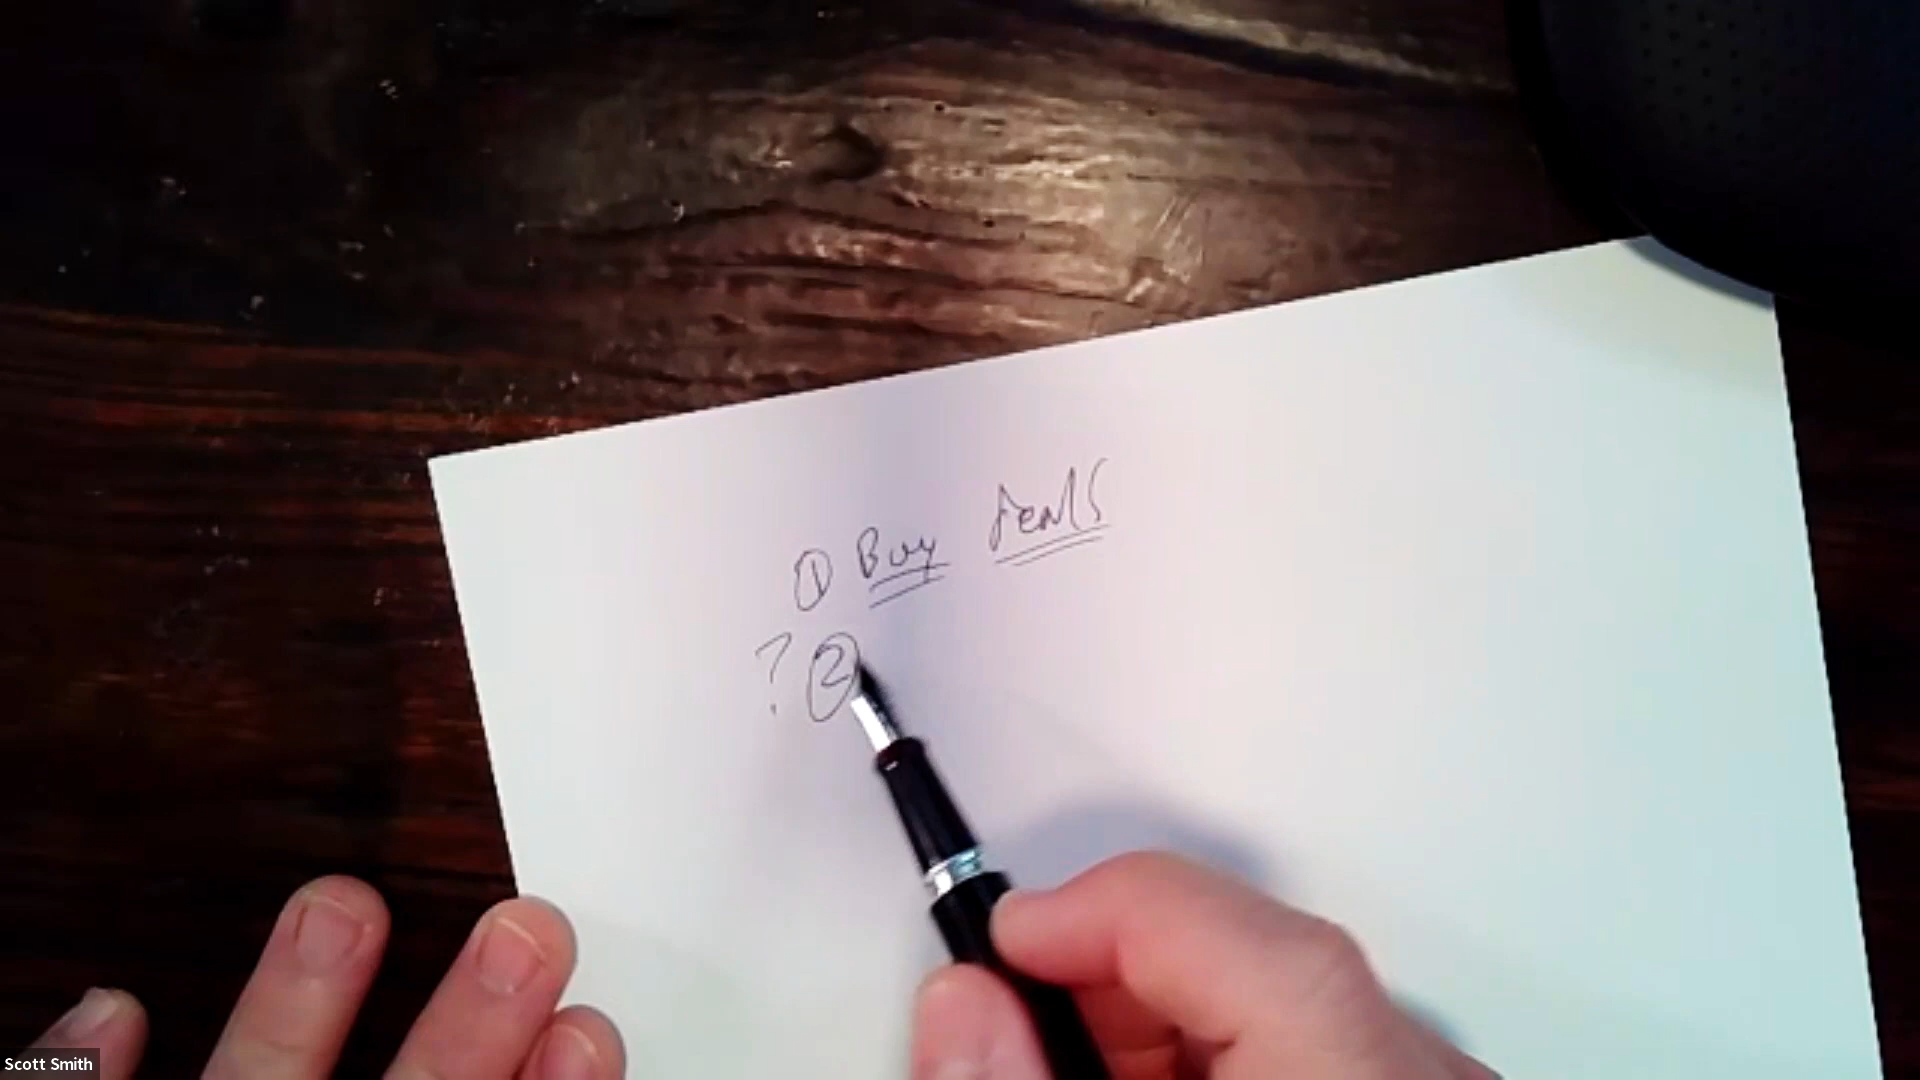 ① Buy deals
? ②
Scott Smith